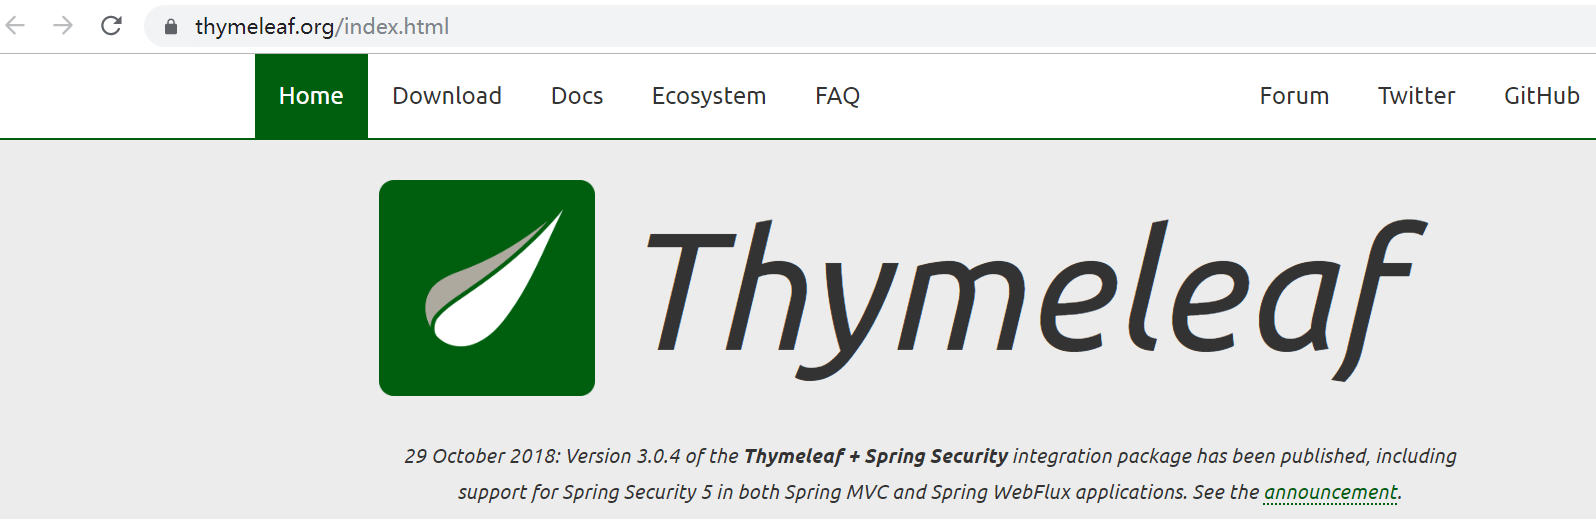 thymeleaf.org/index.html
Home Download Docs Ecosystem FAQ Forum Twitter GitHub
Thymeleaf
29 October 2018: Version 3.0.4 of the Thymeleaf + Spring Security integration package has been published, including
support for Spring Security 5 in both Spring MVC and Spring WebFlux applications. See the announcement.